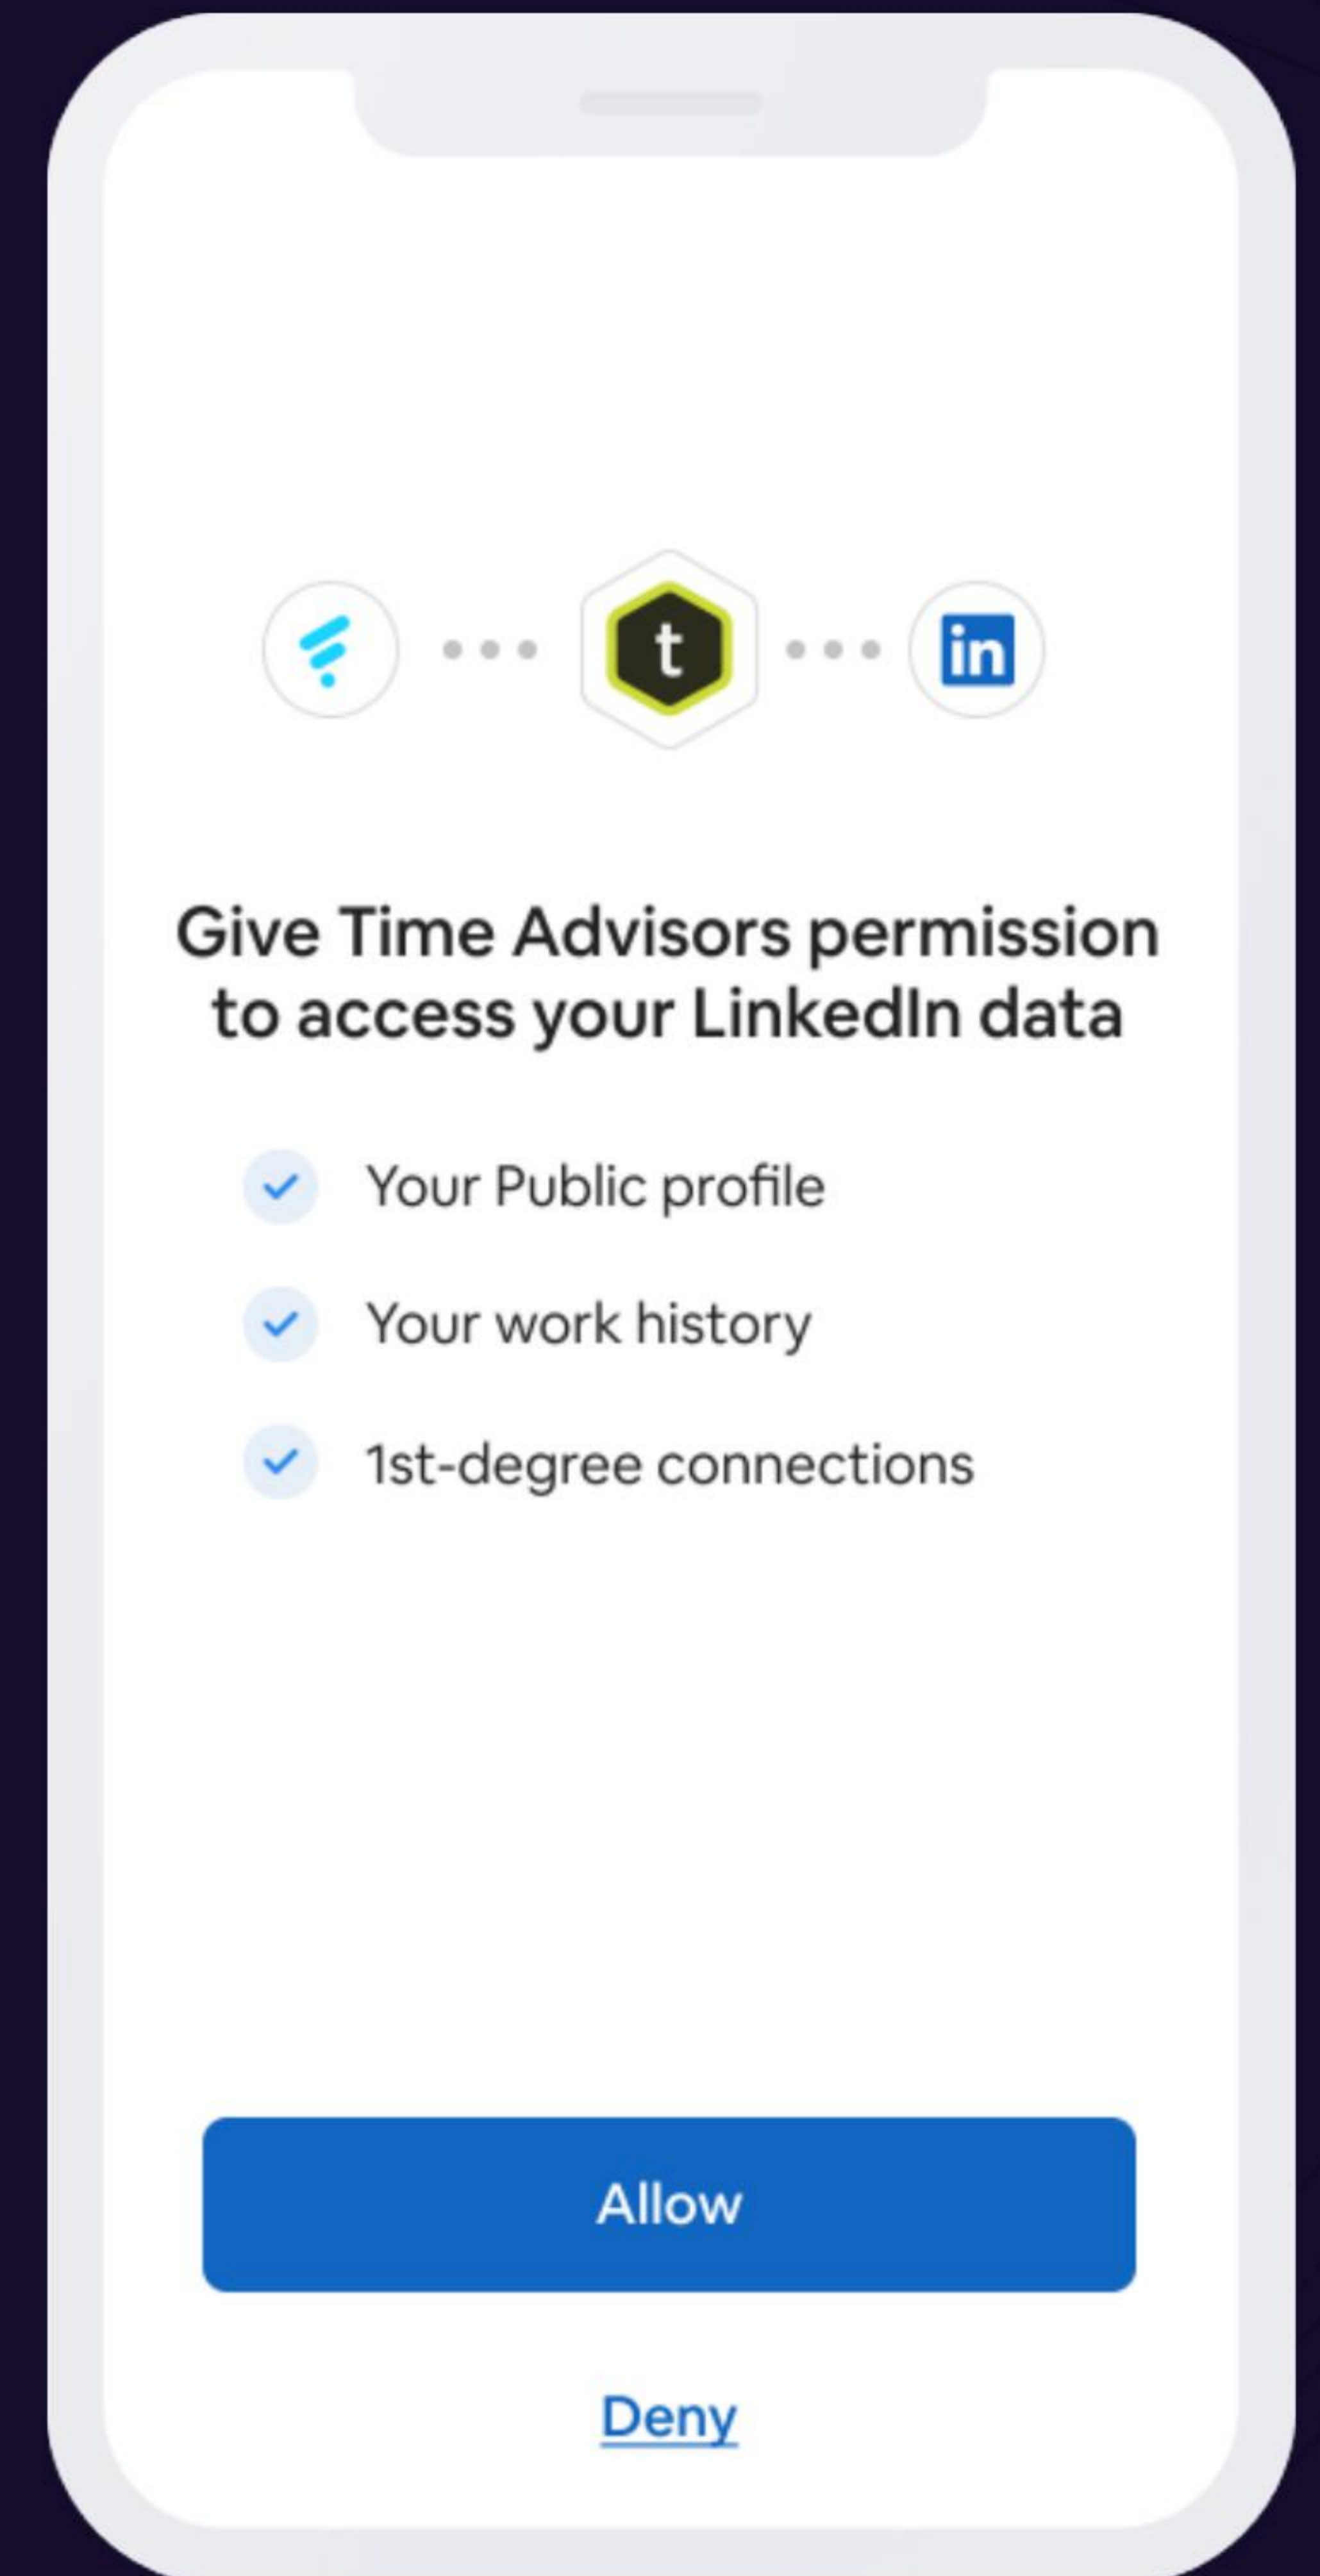 t
in
Give Time Advisors permission
to access your LinkedIn data
Your Public profile
Your work history
1st-degree connections
Allow
Deny